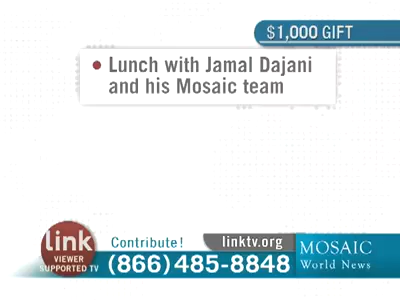 $1,000 GIFT
• Lunch with Jamal Dajani
and his Mosaic team
link
VIEWER
SUPPORTED TV
Contribute!
linktv.org
(866)485-8848
MOSAIC
World News